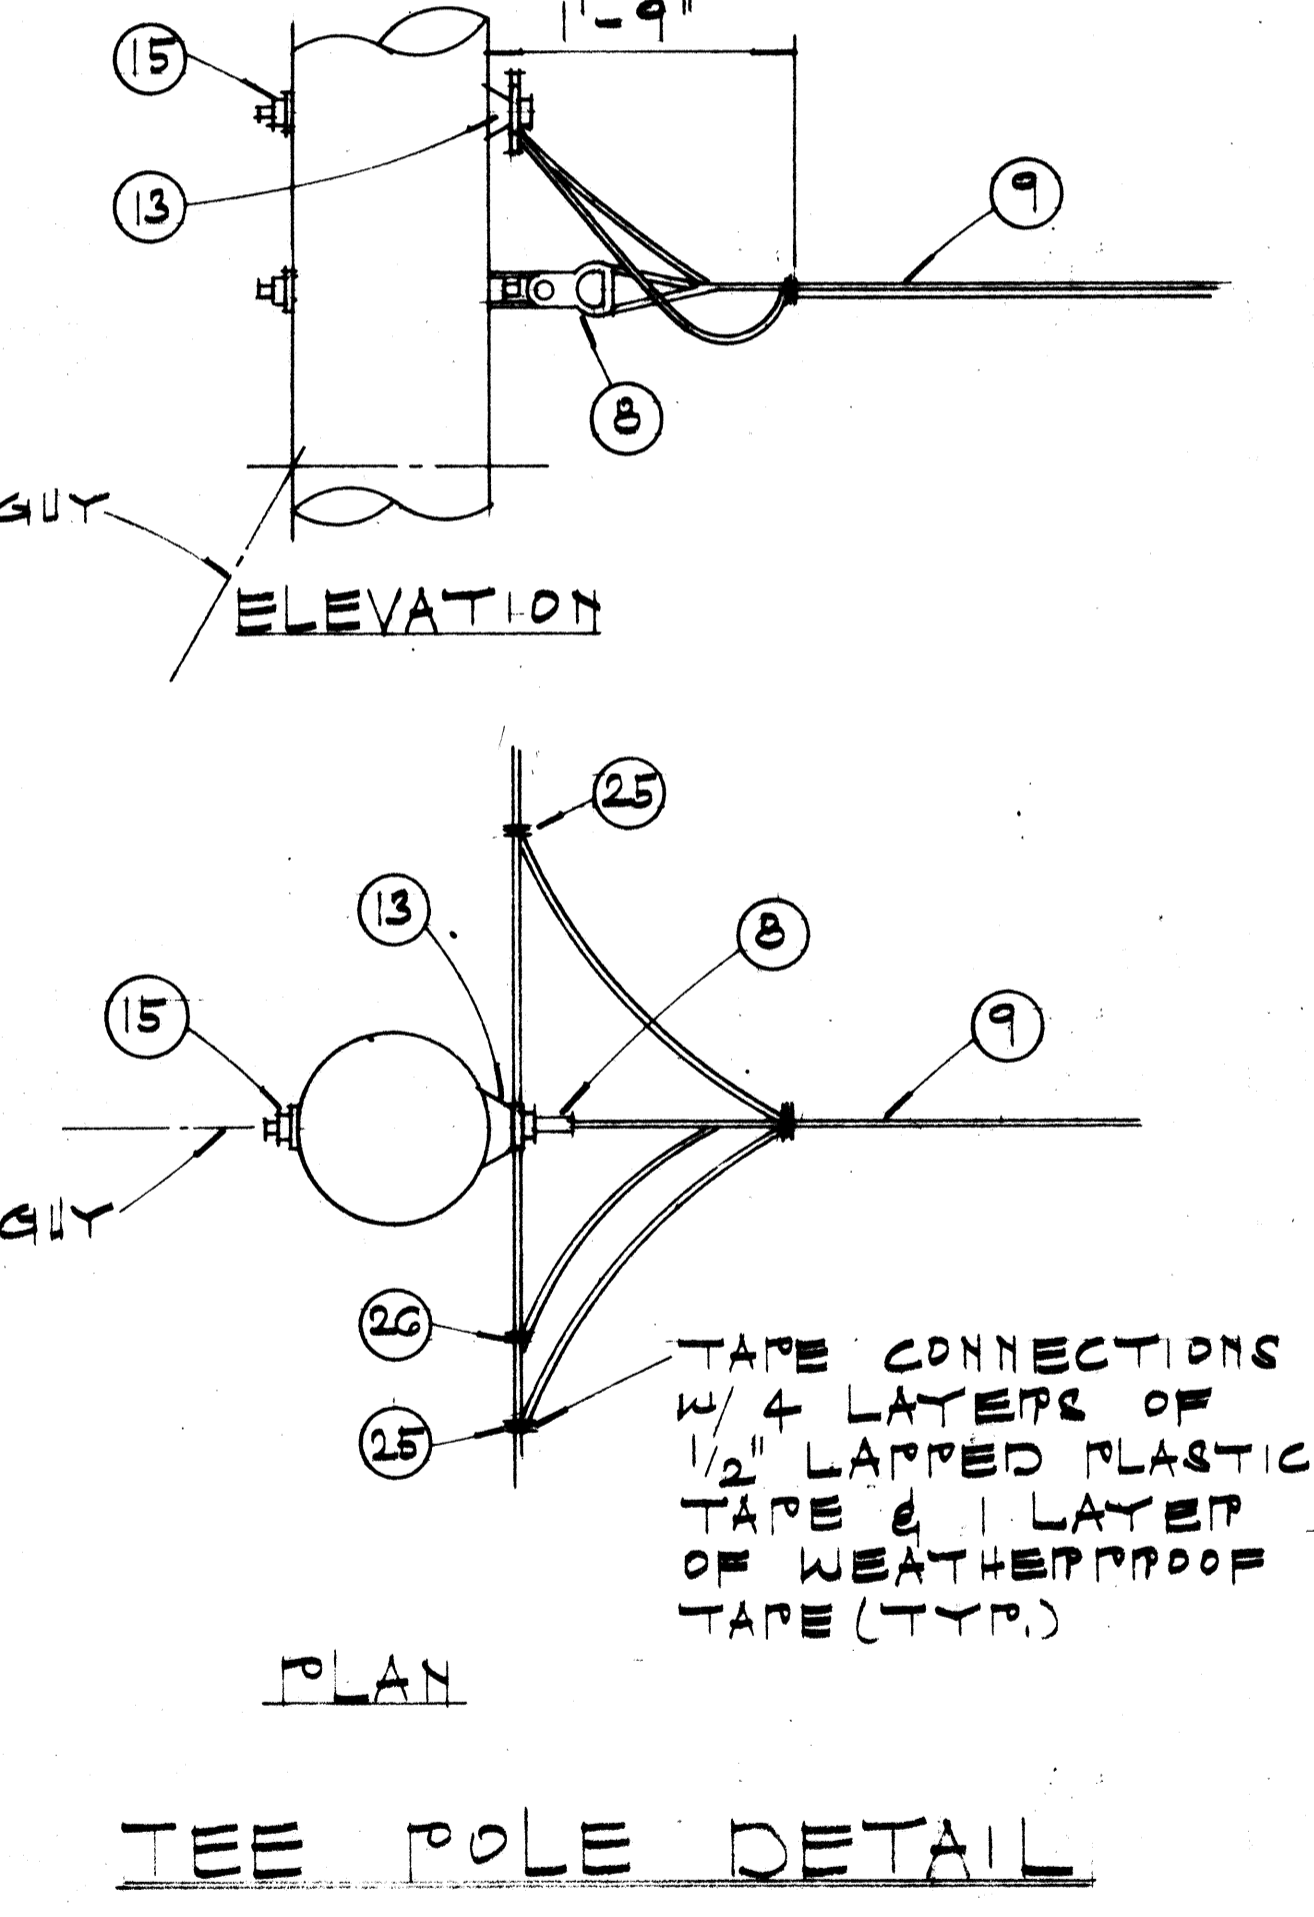 1'-9"
15
13
9
8
GUY
ELEVATION
25
13
8
15
9
GUY
26
25
TAPE CONNECTIONS
W/ 4 LAYERS OF
1/2" LAPPED PLASTIC
TAPE & 1 LAYER
OF WEATHERPROOF
TAPE (TYP.)
PLAN
TEE POLE DETAIL